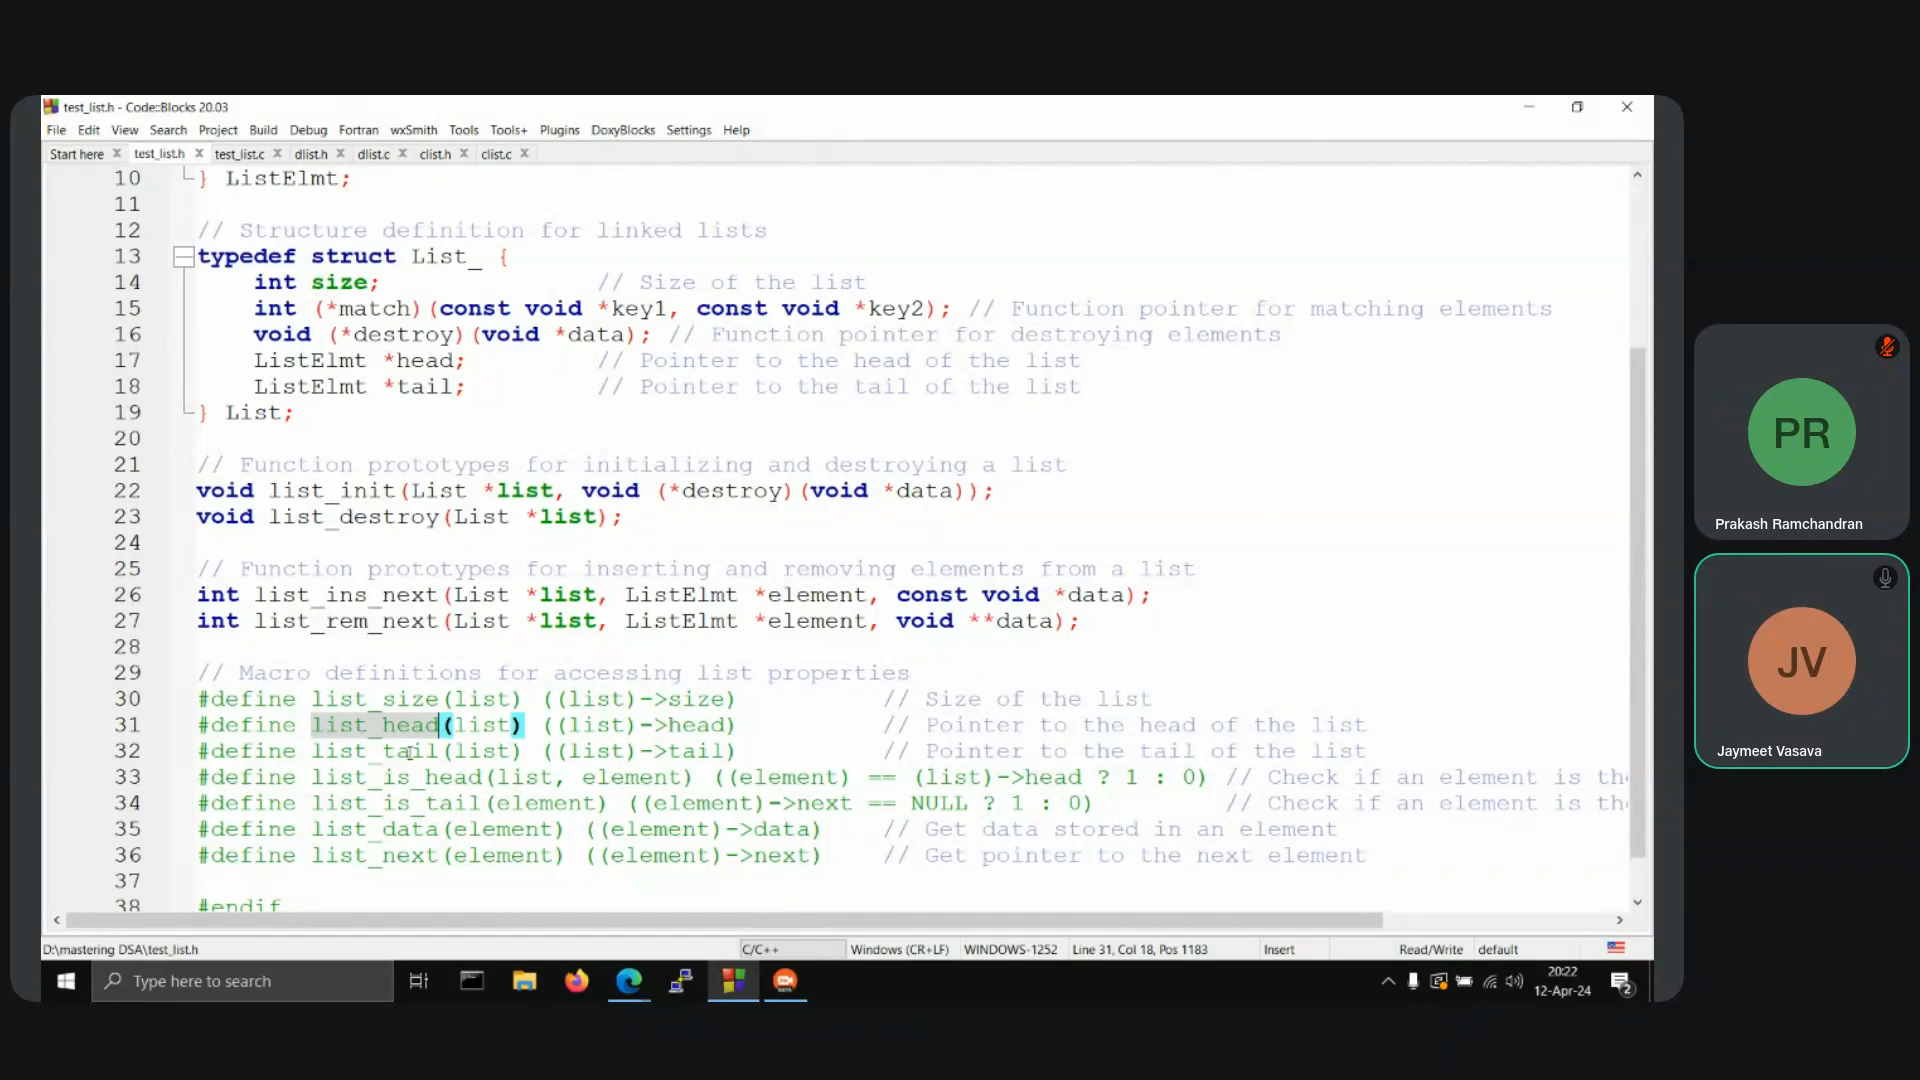 test_list.h - Code::Blocks 20.03
File Edit View Search Project Build Debug Fortran wxSmith Tools Tools+ Plugins DoxyBlocks Settings Help
Start here test_list.h test_list.c dlist.h dlist.c clist.h clist.c
10 } ListElmt;
11
12 // Structure definition for linked lists
13 typedef struct List_ {
14 int size; // Size of the list
15 int (*match)(const void *key1, const void *key2); // Function pointer for matching elements
16 void (*destroy)(void *data); // Function pointer for destroying elements
17 ListElmt *head; // Pointer to the head of the list
18 ListElmt *tail; // Pointer to the tail of the list
19 } List;
20
21 // Function prototypes for initializing and destroying a list
22 void list_init(List *list, void (*destroy)(void *data));
23 void list_destroy(List *list);
24
25 // Function prototypes for inserting and removing elements from a list
26 int list_ins_next(List *list, ListElmt *element, const void *data);
27 int list_rem_next(List *list, ListElmt *element, void **data);
28
29 // Macro definitions for accessing list properties
30 #define list_size(list) ((list)->size) // Size of the list
31 #define list_head(list) ((list)->head) // Pointer to the head of the list
32 #define list_tail(list) ((list)->tail) // Pointer to the tail of the list
33 #define list_is_head(list, element) ((element) == (list)->head ? 1 : 0) // Check if an element is th
34 #define list_is_tail(element) ((element)->next == NULL ? 1 : 0) // Check if an element is th
35 #define list_data(element) ((element)->data) // Get data stored in an element
36 #define list_next(element) ((element)->next) // Get pointer to the next element
37
38 #endif
D:\mastering DSA\test_list.h C/C++ Windows (CR+LF) WINDOWS-1252 Line 31, Col 18, Pos 1183 Insert Read/Write default
Type here to search
20:22
12-Apr-24
2
PR
Prakash Ramchandran
JV
Jaymeet Vasava